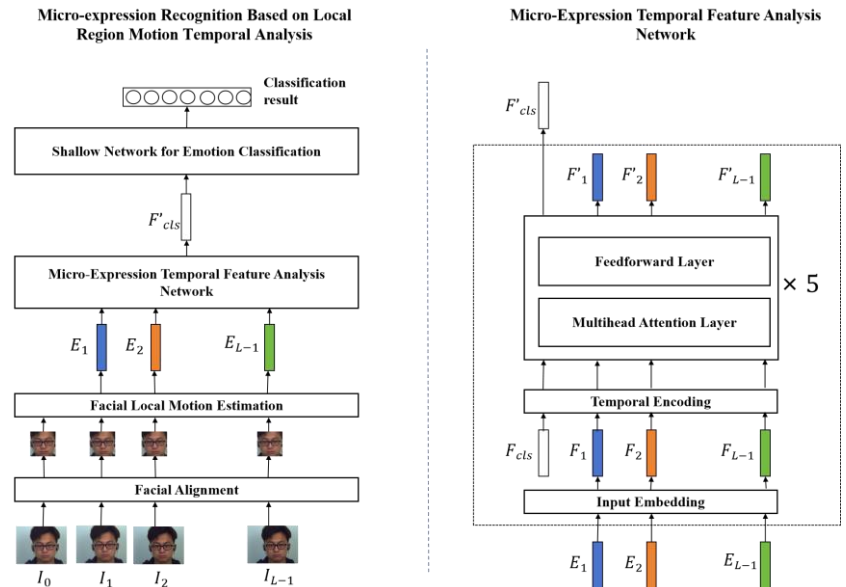 Micro-expression Recognition Based on Local
Region Motion Temporal Analysis
Classification
result
Shallow Network for Emotion Classification
F'cls
Micro-Expression Temporal Feature Analysis
Network
E1
E2
EL−1
Facial Local Motion Estimation
Facial Alignment
I0
I1
I2
IL−1
Micro-Expression Temporal Feature Analysis
Network
F'cls
F'1
F'2
F'L−1
Feedforward Layer
× 5
Multihead Attention Layer
Temporal Encoding
Fcls
F1
F2
FL−1
Input Embedding
E1
E2
EL−1